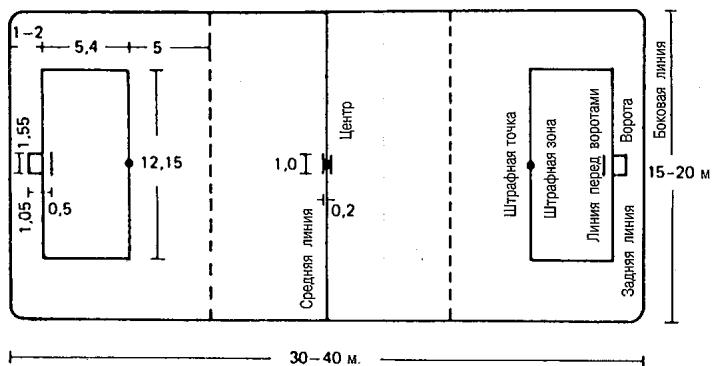 1-2
5,4
5
1,55
12,15
1,05
0,5
1,0
Центр
0,2
Средняя линия
Штрафная точка
Штрафная зона
Линия перед воротами
Ворота
Задняя линия
Боковая линия
15-20 м
30-40 м.